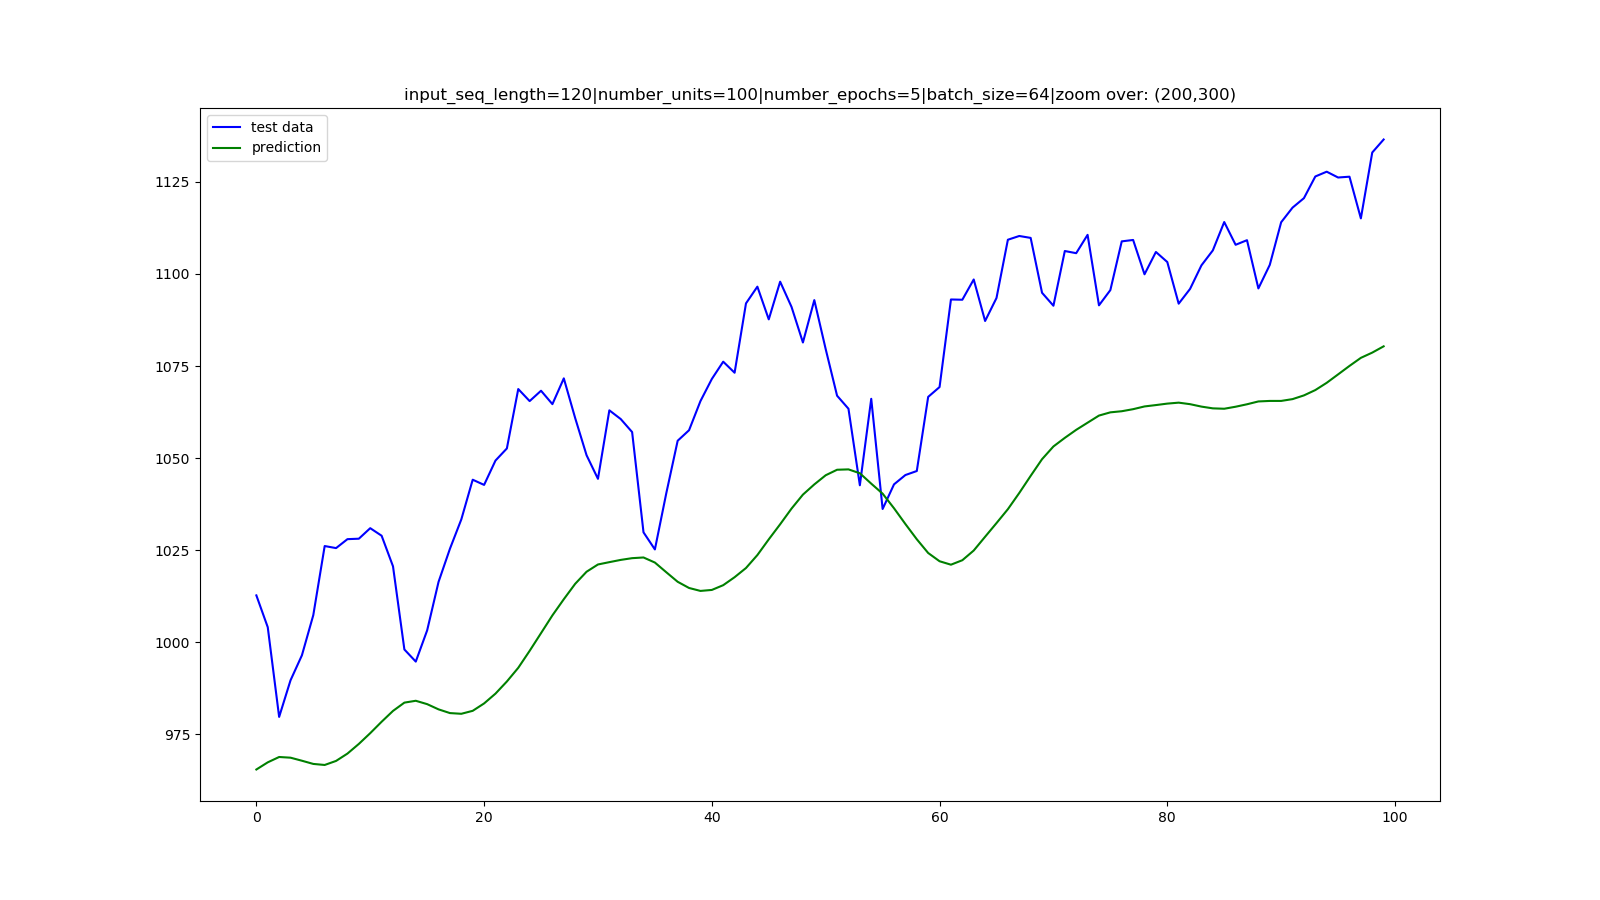 input_seq_length=120|number_units=100|number_epochs=5|batch_size=64|zoom over: (200,300)
test data
prediction
1125
1100
1075
1050
1025
1000
975
0 20 40 60 80 100